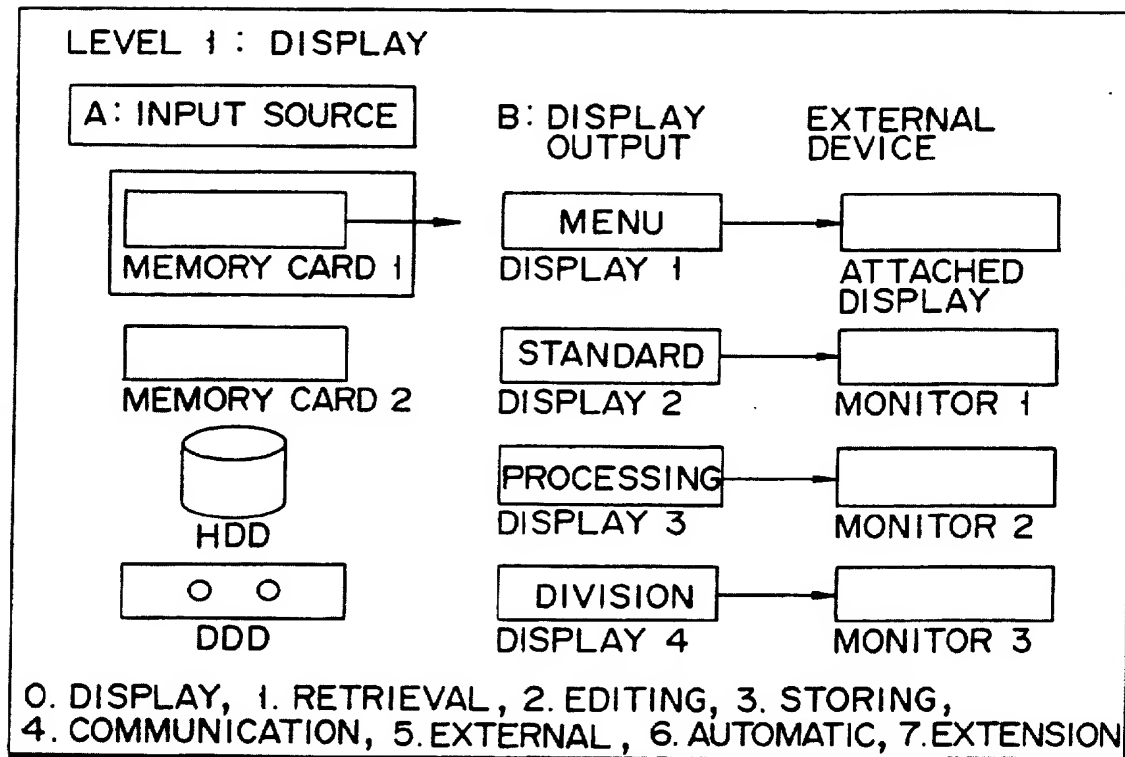 LEVEL 1 : DISPLAY
A: INPUT SOURCE
B: DISPLAY
OUTPUT
EXTERNAL
DEVICE
MENU
MEMORY CARD 1
DISPLAY 1
ATTACHED
DISPLAY
STANDARD
MEMORY CARD 2
DISPLAY 2
MONITOR 1
PROCESSING
HDD
DISPLAY 3
MONITOR 2
DIVISION
DDD
DISPLAY 4
MONITOR 3
0. DISPLAY, 1. RETRIEVAL, 2. EDITING, 3. STORING,
4. COMMUNICATION, 5. EXTERNAL, 6. AUTOMATIC, 7. EXTENSION